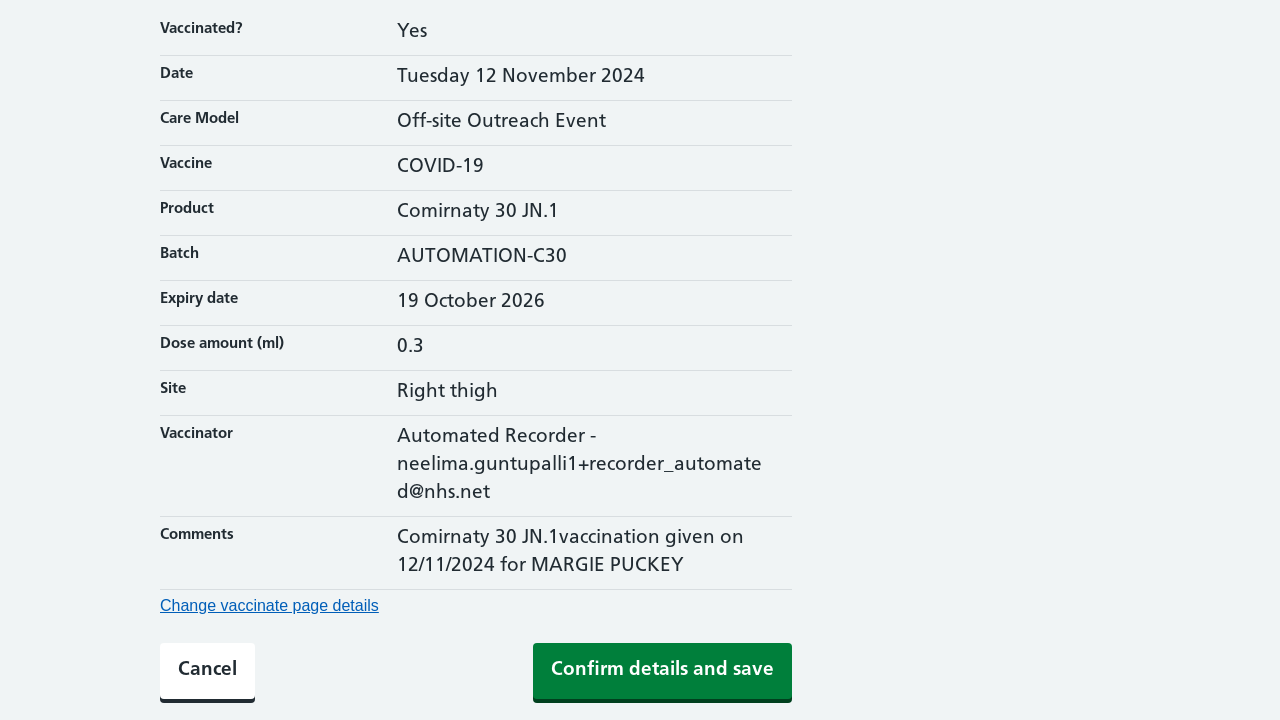 Vaccinated? Yes
Date Tuesday 12 November 2024
Care Model Off-site Outreach Event
Vaccine COVID-19
Product Comirnaty 30 JN.1
Batch AUTOMATION-C30
Expiry date 19 October 2026
Dose amount (ml) 0.3
Site Right thigh
Vaccinator Automated Recorder -
neelima.guntupalli1+recorder_automate
d@nhs.net
Comments Comirnaty 30 JN.1vaccination given on
12/11/2024 for MARGIE PUCKEY
Change vaccinate page details
Cancel Confirm details and save